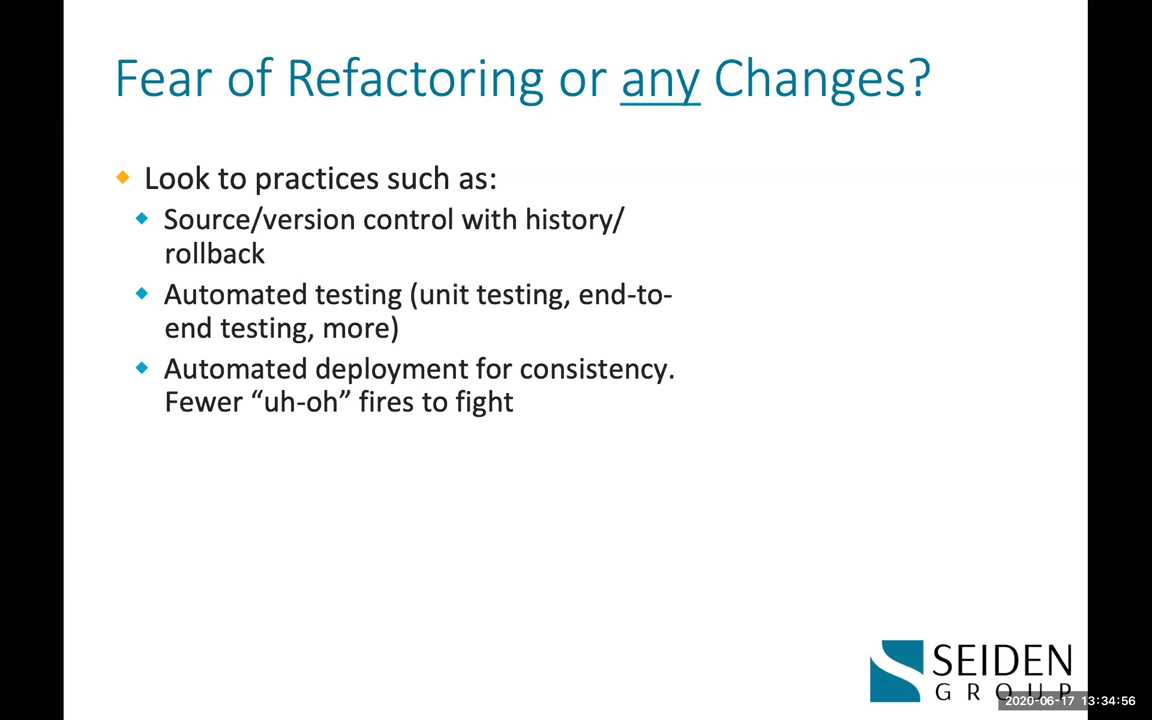 Fear of Refactoring or any Changes?
Look to practices such as:
Source/version control with history/
rollback
Automated testing (unit testing, end-to-
end testing, more)
Automated deployment for consistency.
Fewer “uh-oh” fires to fight
SEIDEN
GROUP
2020-06-17 13:34:56